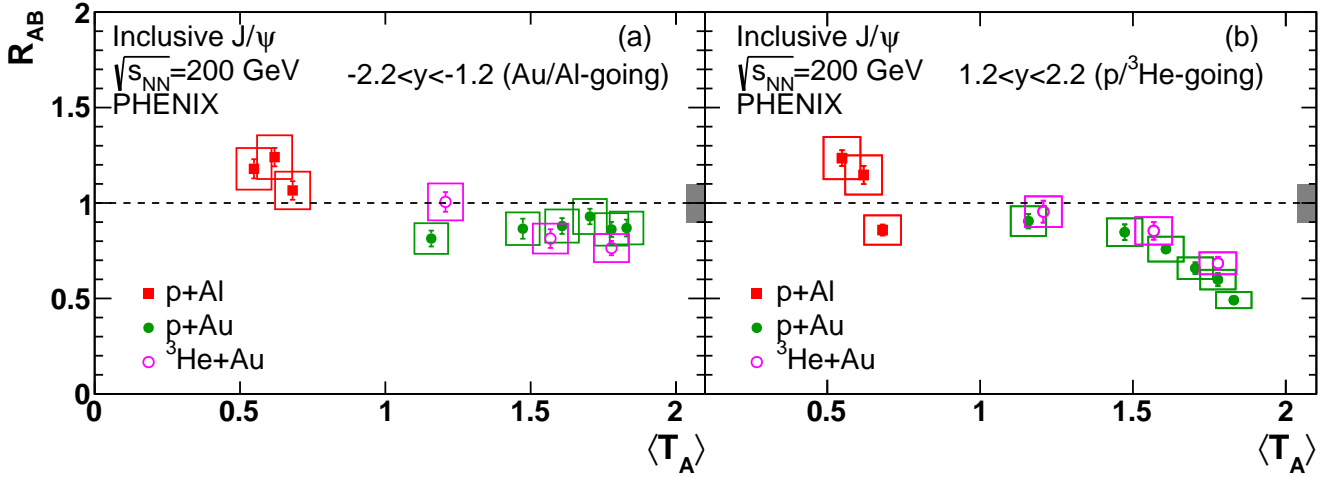 R_AB
2
1.5
1
0.5
0
Inclusive J/ψ
(a)
√s_NN=200 GeV
-2.2<y<-1.2 (Au/Al-going)
PHENIX
p+Al
p+Au
³He+Au
0 0.5 1 1.5 2
⟨T_A⟩
Inclusive J/ψ
(b)
√s_NN=200 GeV
1.2<y<2.2 (p/³He-going)
PHENIX
p+Al
p+Au
³He+Au
0.5 1 1.5 2
⟨T_A⟩